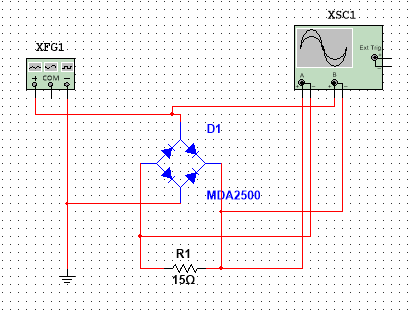 XSC1
XFG1
Ext Trig
+
A
B
+ COM -
+ - + -
D1
MDA2500
R1
15Ω